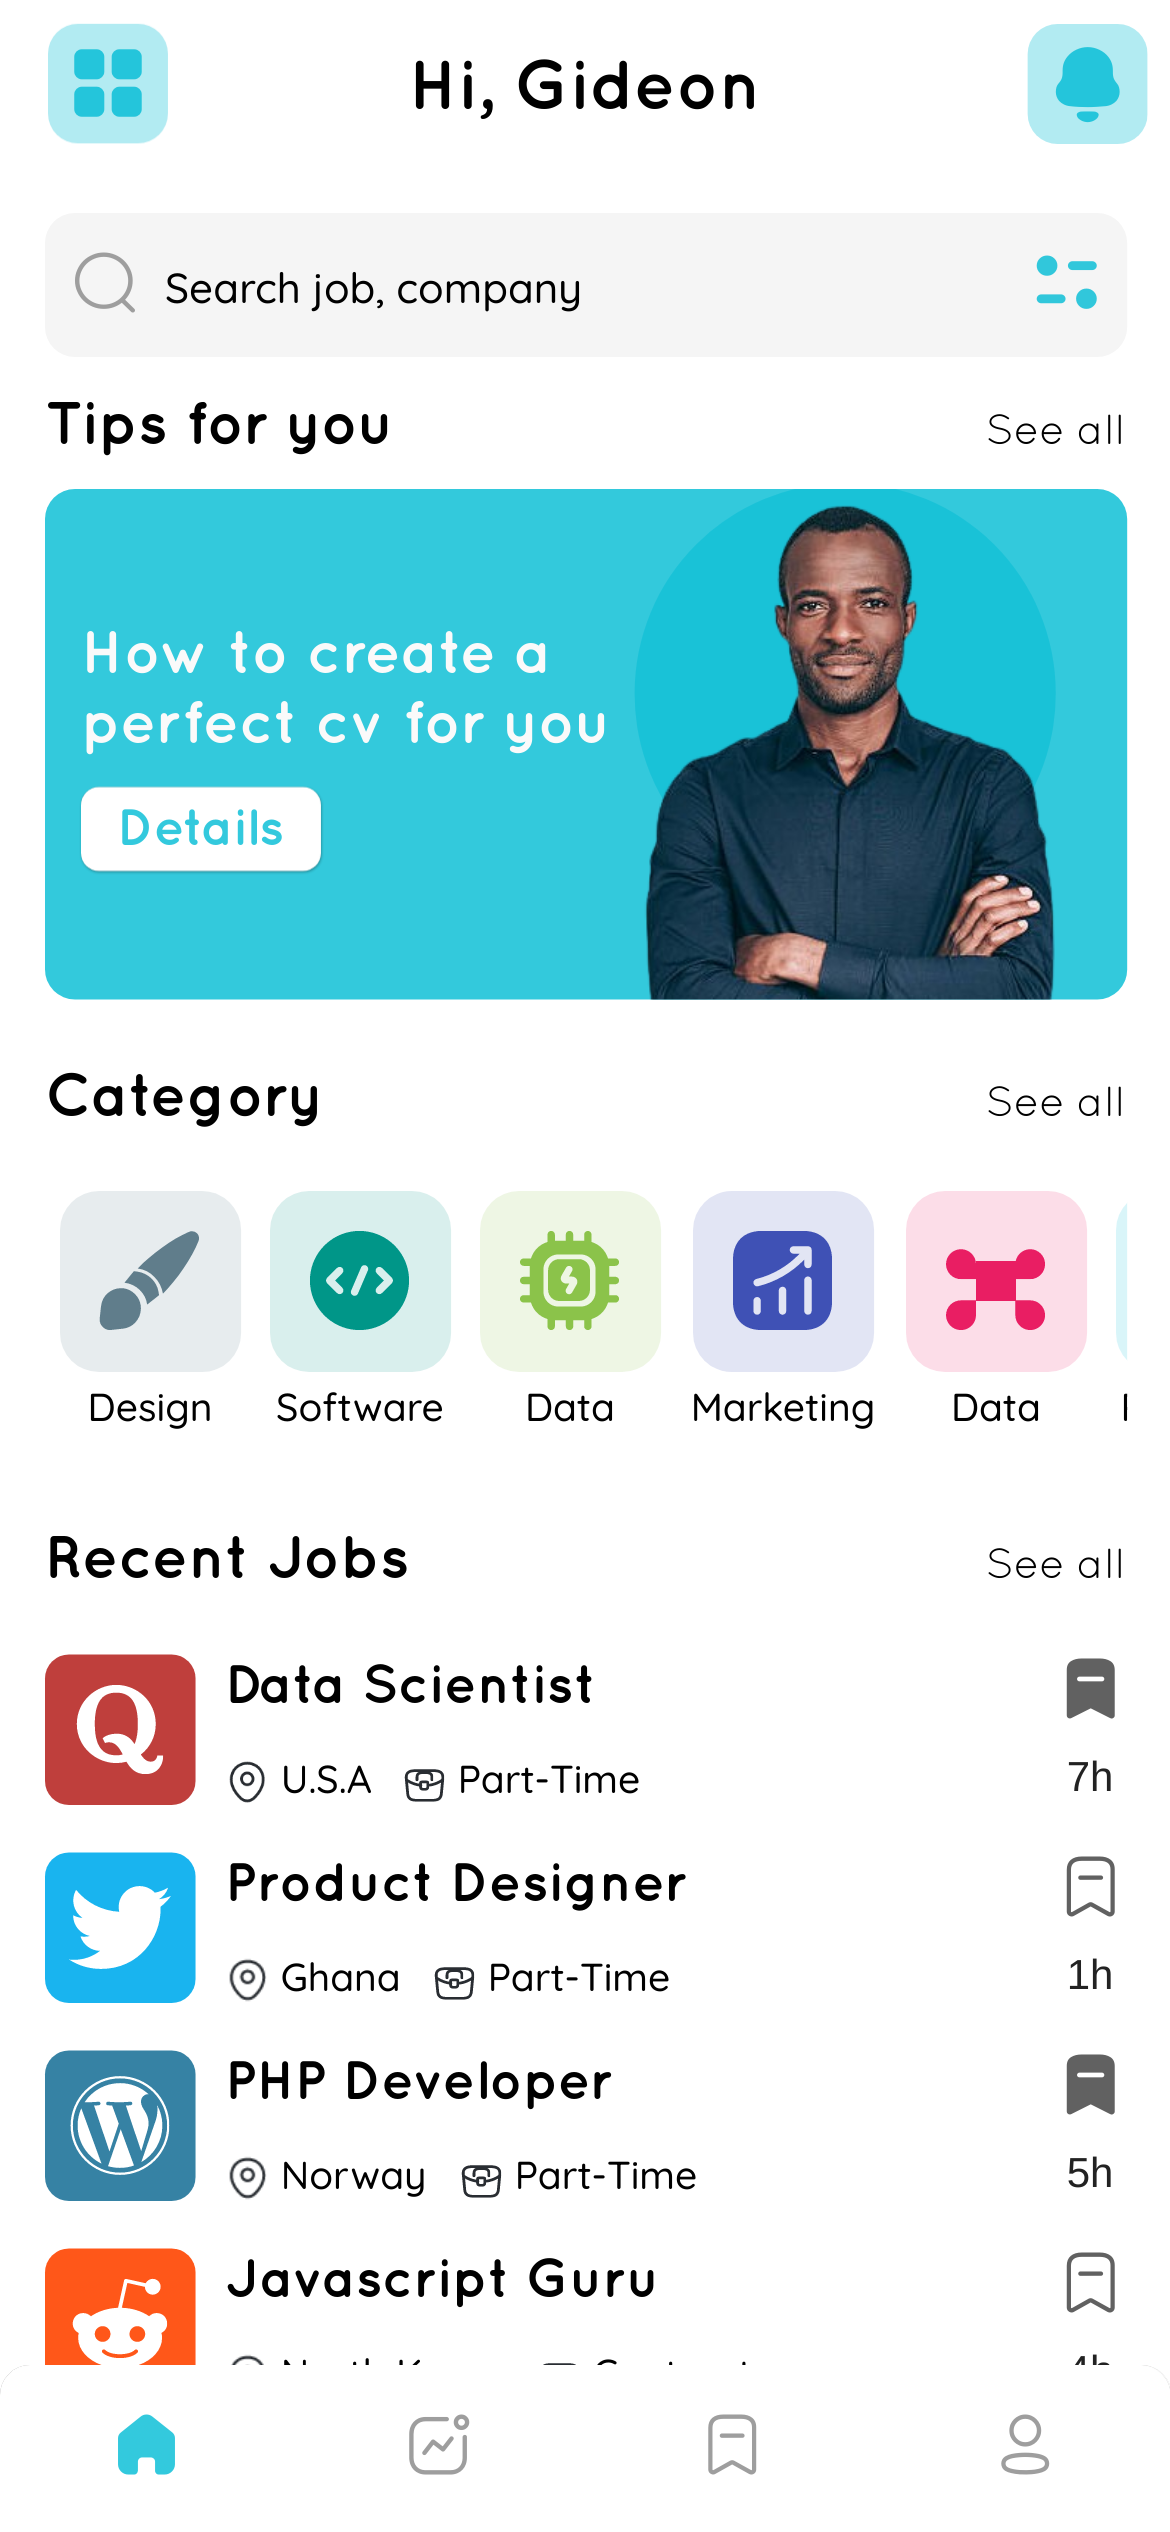 Hi, Gideon
Search job, company
Tips for you
See all
How to create a
perfect cv for you
Details
Category
See all
Design
Software
Data
Marketing
Data
Recent Jobs
See all
Q
Data Scientist
U.S.A
Part-Time
7h
Product Designer
Ghana
Part-Time
1h
W
PHP Developer
Norway
Part-Time
5h
Javascript Guru